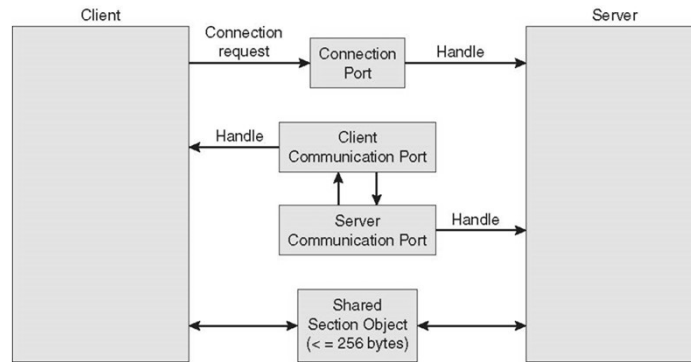 Client
Server
Connection
request
Connection
Port
Handle
Handle
Client
Communication Port
Server
Communication Port
Handle
Shared
Section Object
(< = 256 bytes)